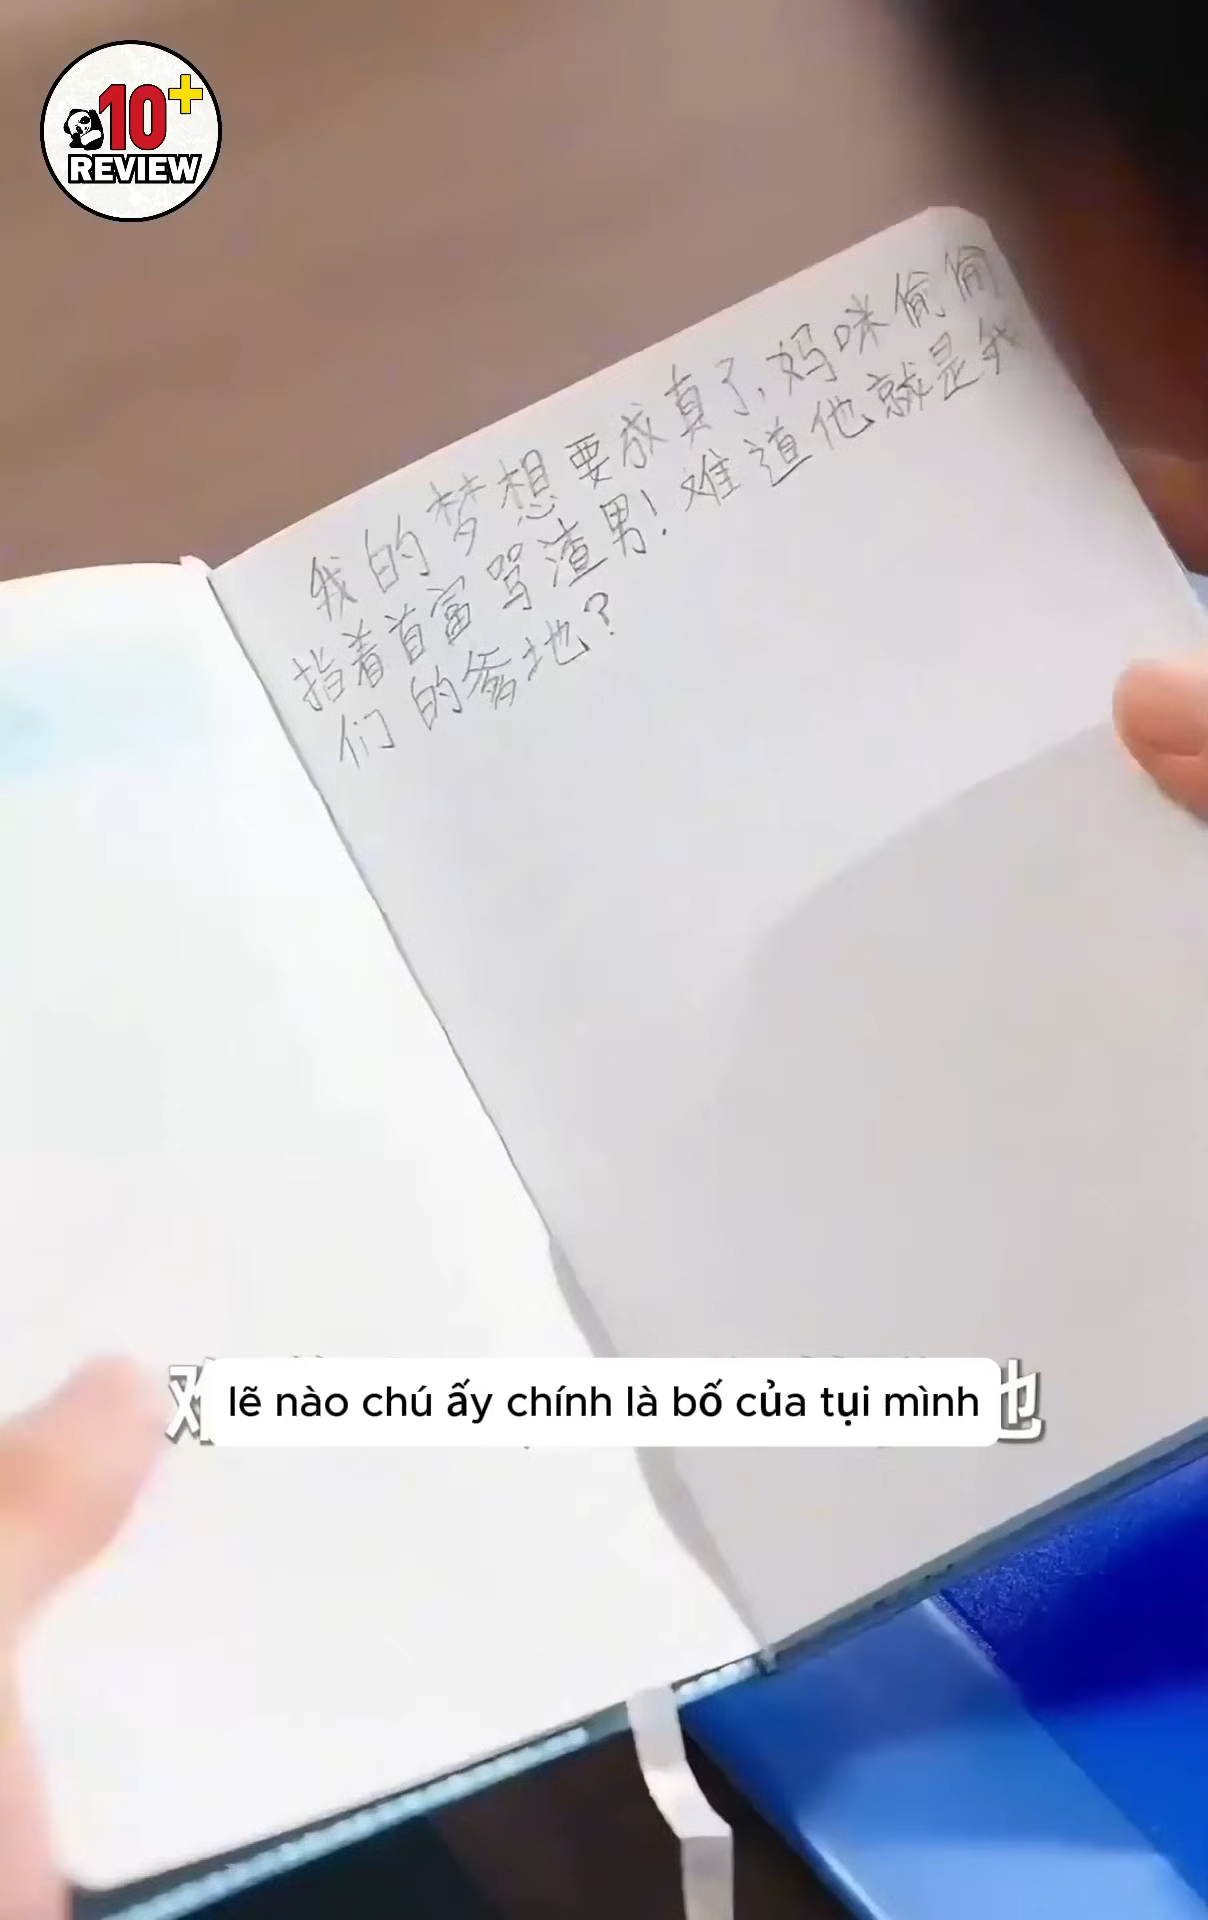 10+
REVIEW
我的梦想要成真了,妈咪偷偷
指着首富骂渣男!难道他就是我
们的爹地?
lẽ nào chú ấy chính là bố của tụi mình